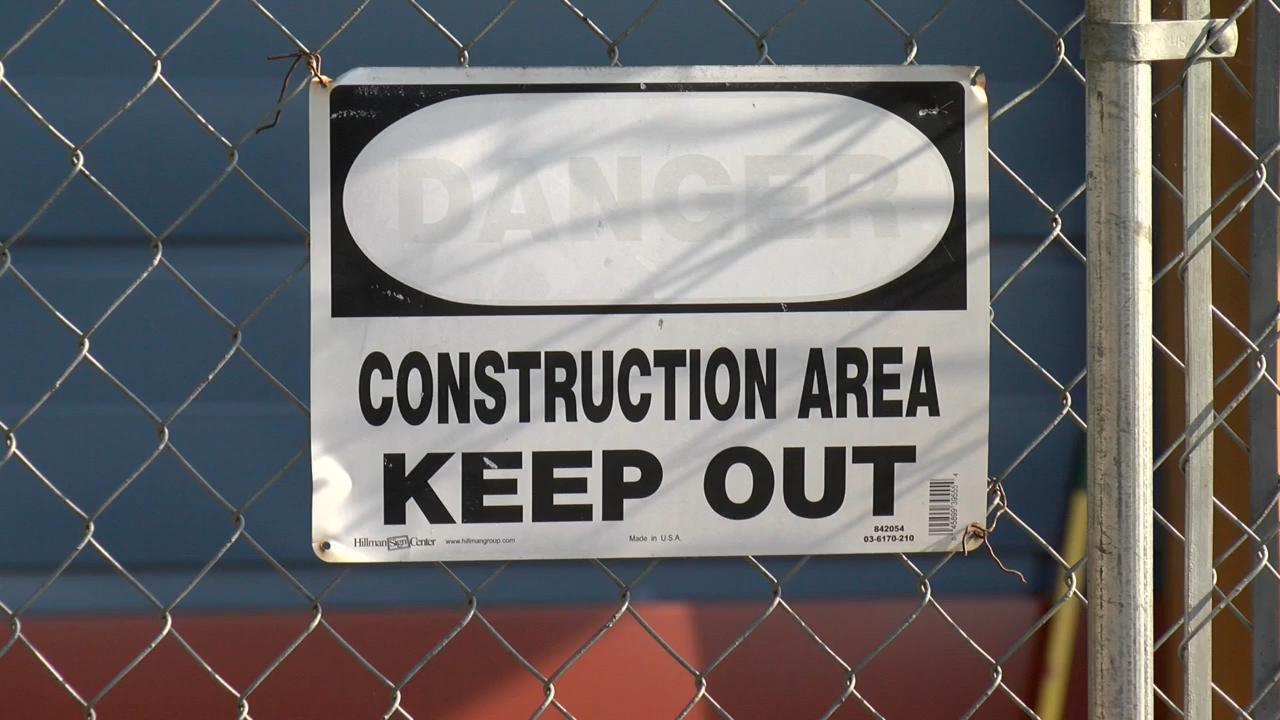 DANGER
CONSTRUCTION AREA
KEEP OUT
842054
Hillman Sign Center www.hillmangroup.com Made in U.S.A. 03-6170-210